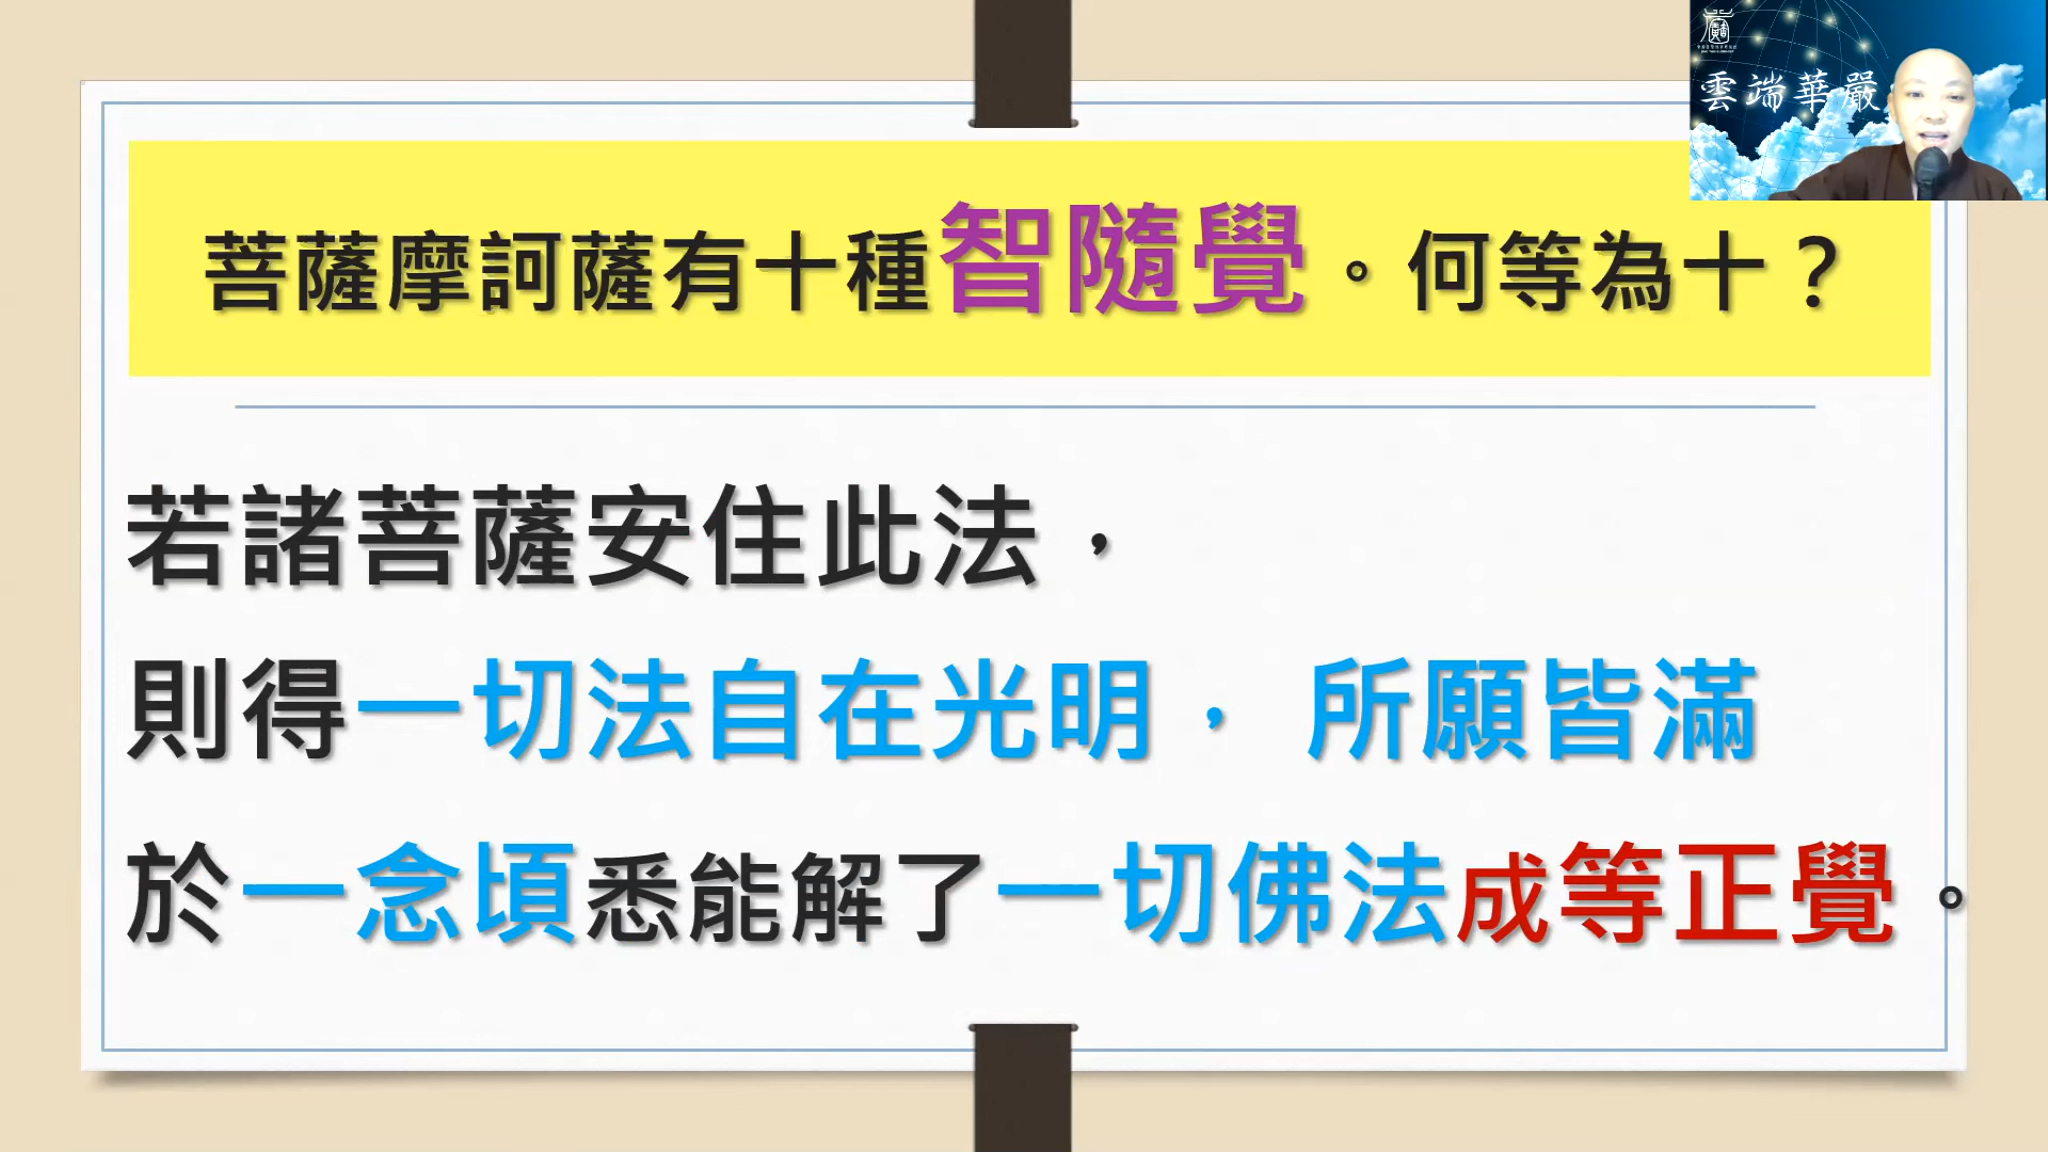 雲端華嚴
菩薩摩訶薩有十種智隨覺。何等為十？
若諸菩薩安住此法，
則得一切法自在光明， 所願皆滿
於一念頃悉能解了一切佛法成等正覺。